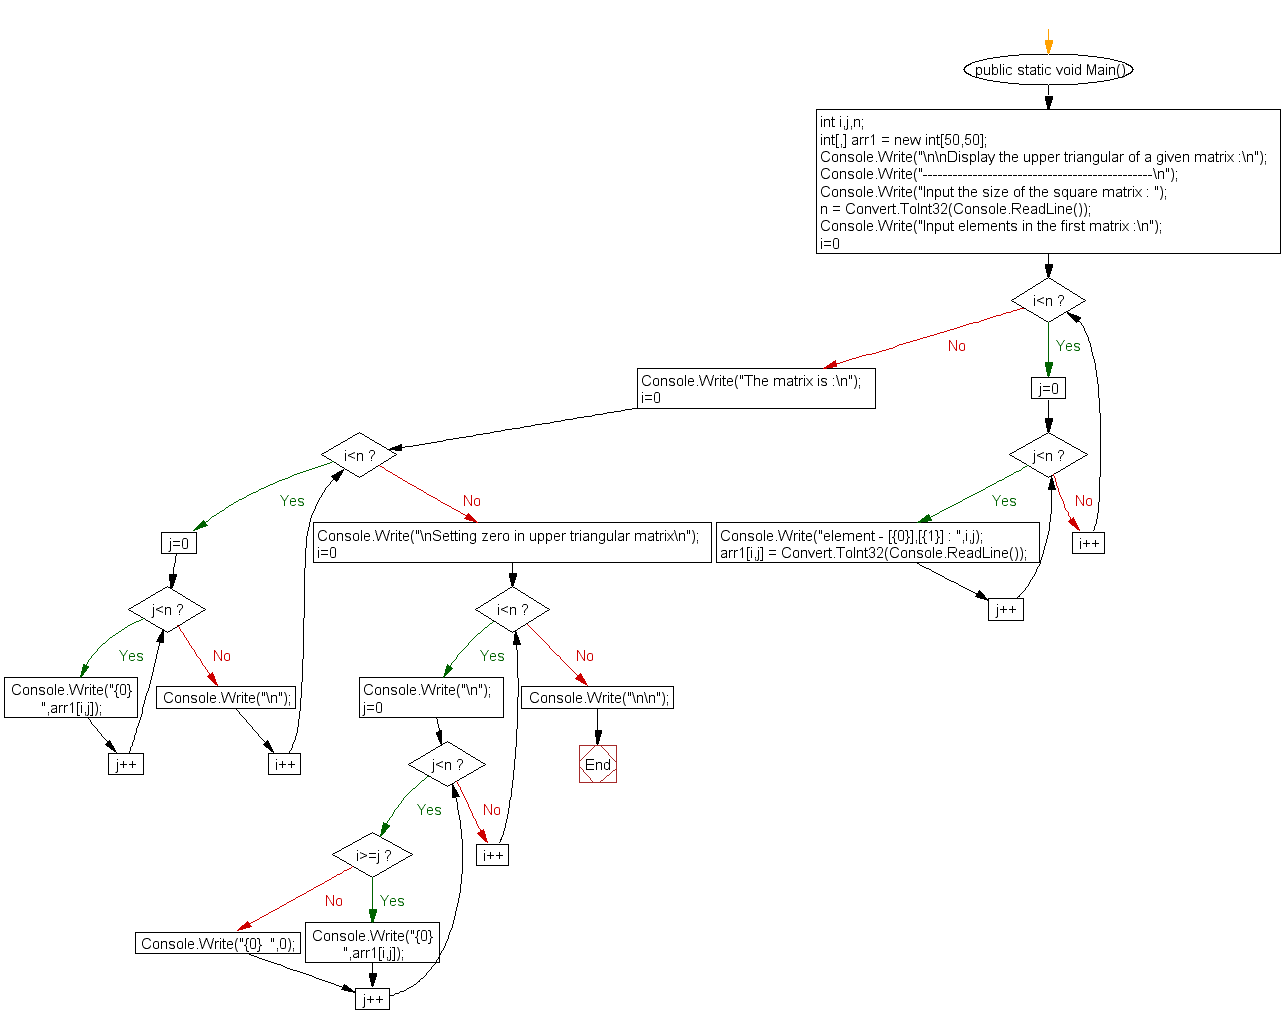 public static void Main()
int i,j,n;
int[,] arr1 = new int[50,50];
Console.Write("\n\nDisplay the upper triangular of a given matrix :\n");
Console.Write("----------------------------------------------\n");
Console.Write("Input the size of the square matrix : ");
n = Convert.ToInt32(Console.ReadLine());
Console.Write("Input elements in the first matrix :\n");
i=0
i<n ?
No
Yes
Console.Write("The matrix is :\n");
i=0
j=0
i<n ?
j<n ?
Yes
No
Yes
No
j=0
Console.Write("\nSetting zero in upper triangular matrix\n");
i=0
Console.Write("element - [{0}],[{1}] : ",i,j);
arr1[i,j] = Convert.ToInt32(Console.ReadLine());
i++
j<n ?
i<n ?
j++
Yes
No
Yes
No
Console.Write("{0}
",arr1[i,j]);
Console.Write("\n");
Console.Write("\n");
j=0
Console.Write("\n\n");
j++
i++
j<n ?
End
Yes
No
i>=j ?
i++
No
Yes
Console.Write("{0}  ",0);
Console.Write("{0}
",arr1[i,j]);
j++